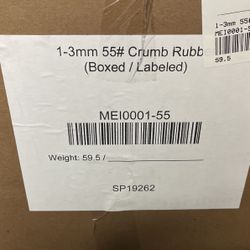 1-3mm 55# Crumb Rubb
(Boxed / Labeled)
MEI0001-55
Weight: 59.5 /
SP19262
1-3mm 55#
MEI0001-5
59.5